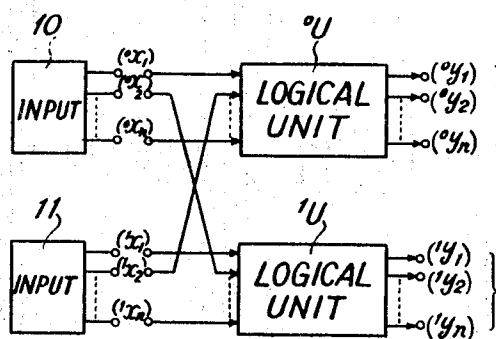 10
INPUT
(⁰x₁)
(⁰x₂)
(⁰xₙ)
⁰U
LOGICAL
UNIT
(⁰y₁)
(⁰y₂)
(⁰yₙ)
11
INPUT
(¹x₁)
(¹x₂)
(¹xₙ)
¹U
LOGICAL
UNIT
(¹y₁)
(¹y₂)
(¹yₙ)